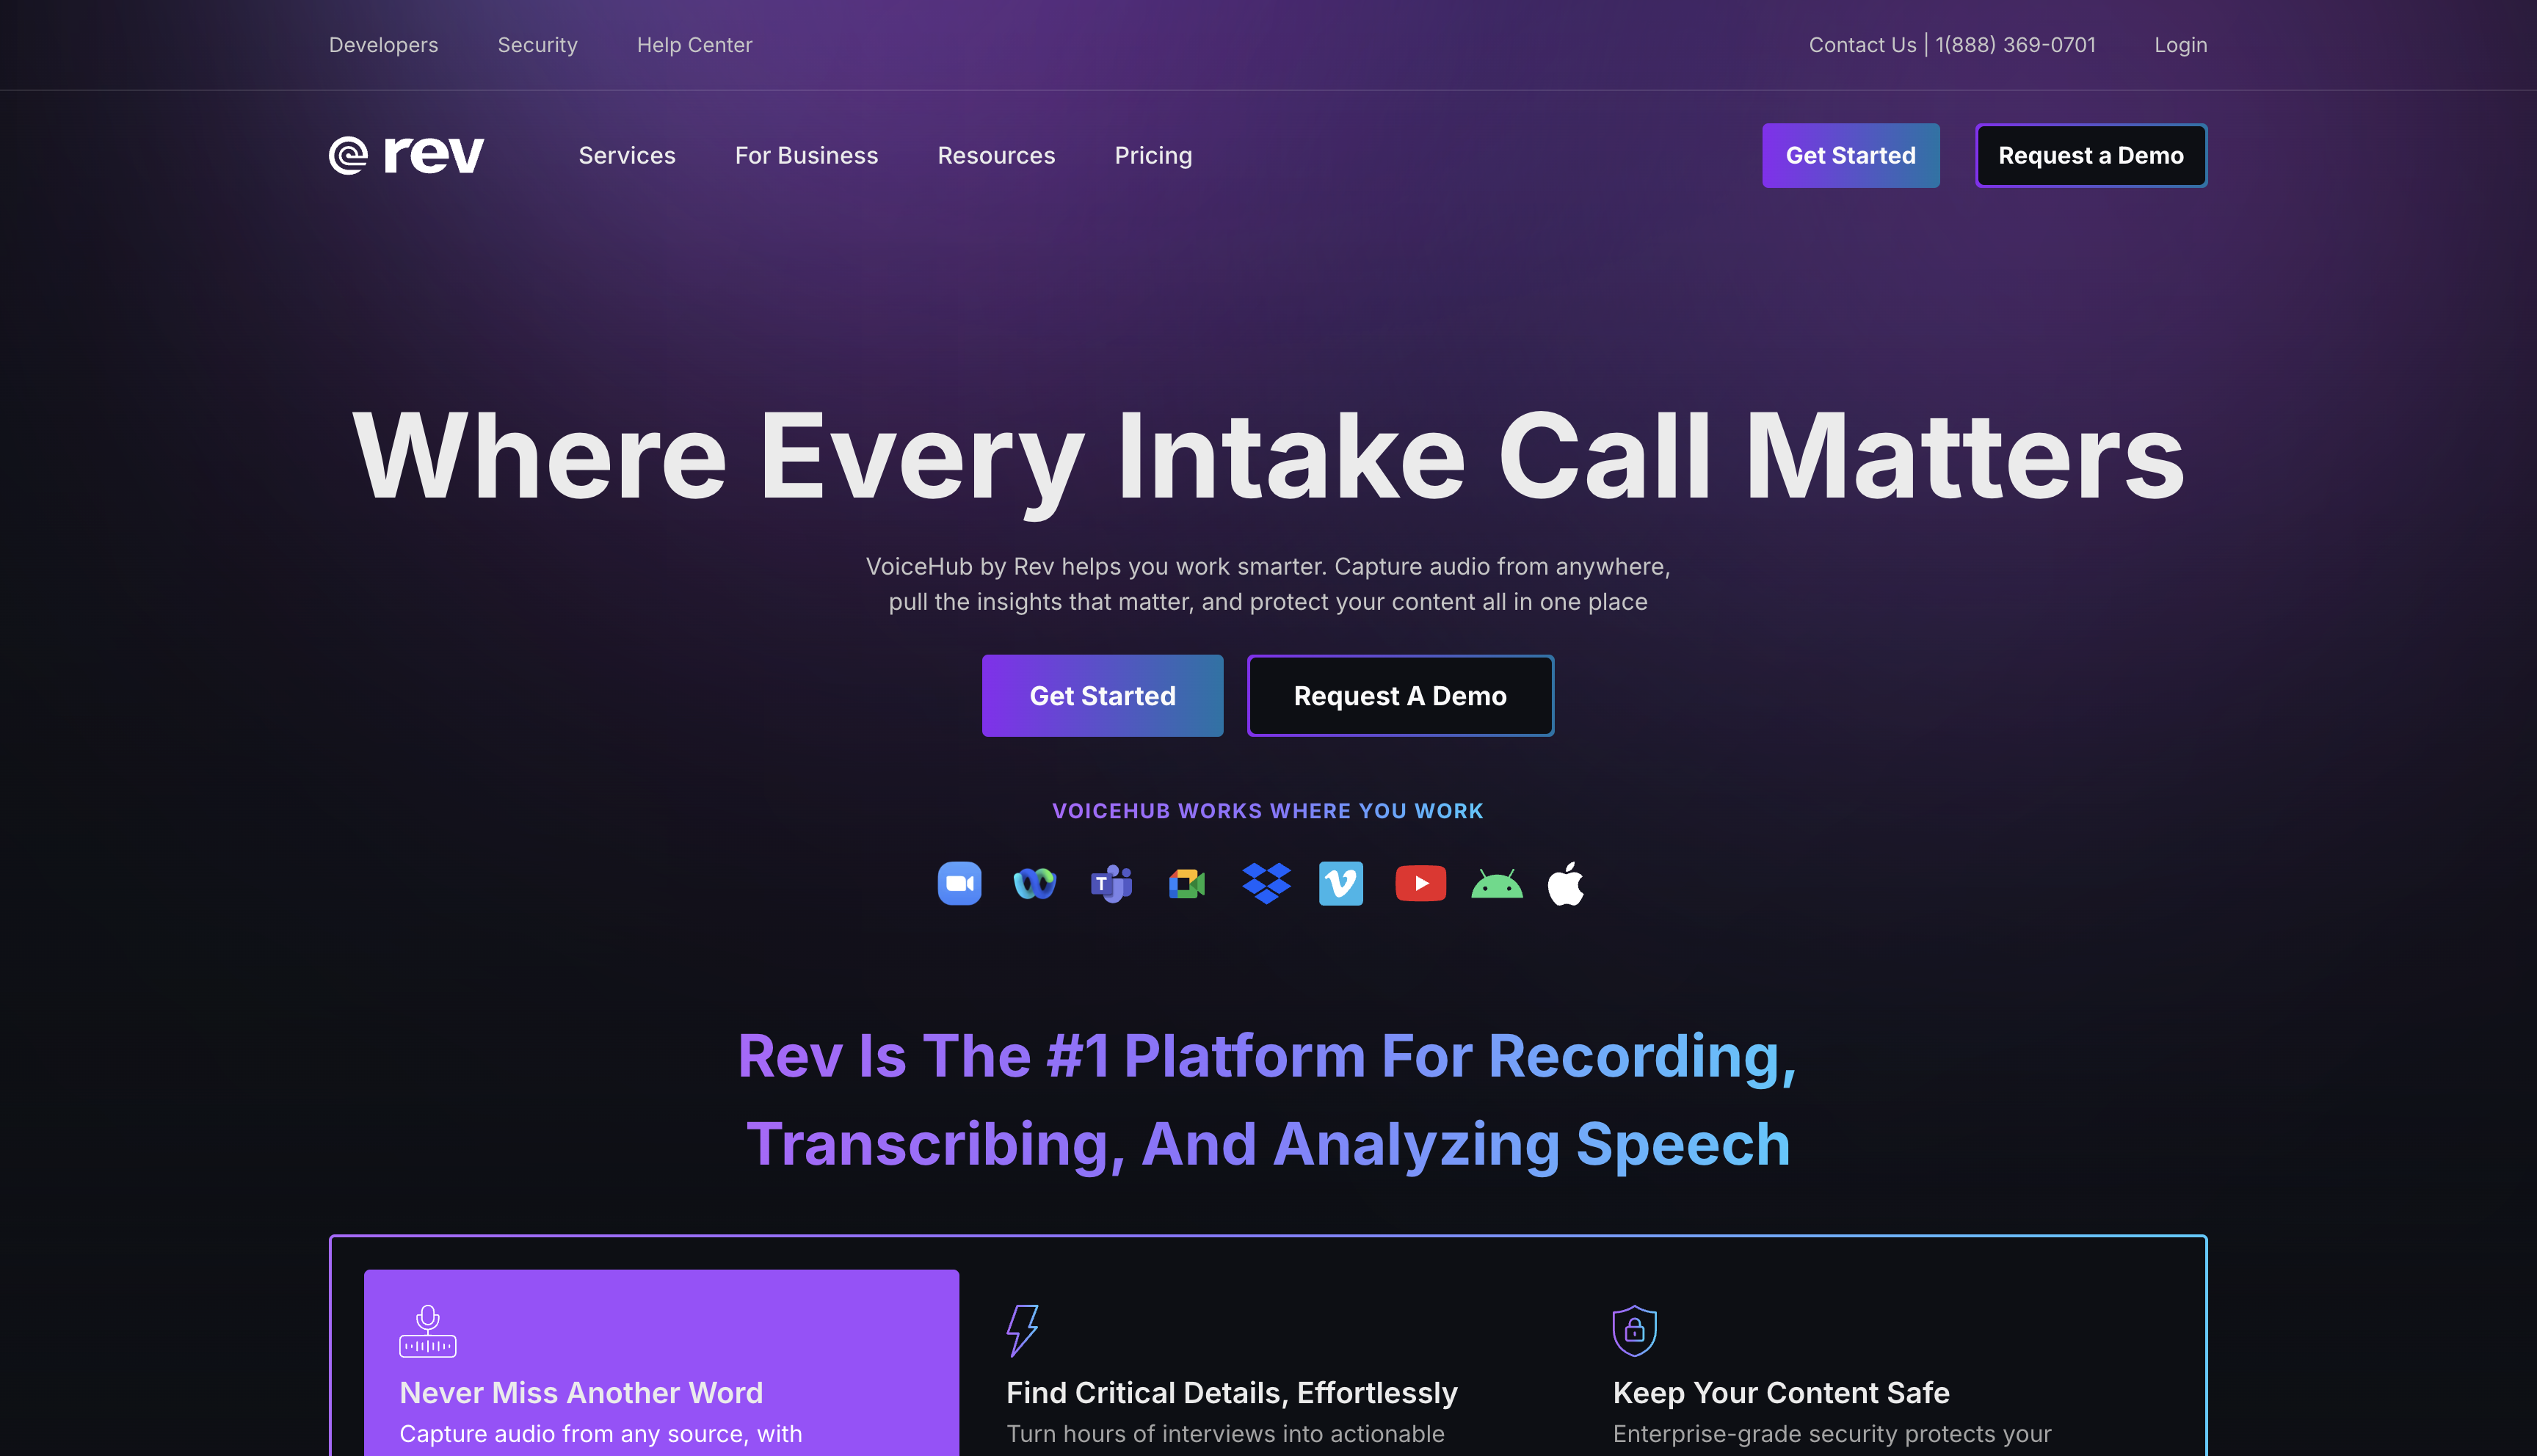 Developers
Security
Help Center
Contact Us | 1(888) 369-0701
Login
rev
Services
For Business
Resources
Pricing
Get Started
Request a Demo
Where Every Intake Call Matters
VoiceHub by Rev helps you work smarter. Capture audio from anywhere,
pull the insights that matter, and protect your content all in one place
Get Started
Request A Demo
VOICEHUB WORKS WHERE YOU WORK
Rev Is The #1 Platform For Recording,
Transcribing, And Analyzing Speech
Never Miss Another Word
Capture audio from any source, with
Find Critical Details, Effortlessly
Turn hours of interviews into actionable
Keep Your Content Safe
Enterprise-grade security protects your